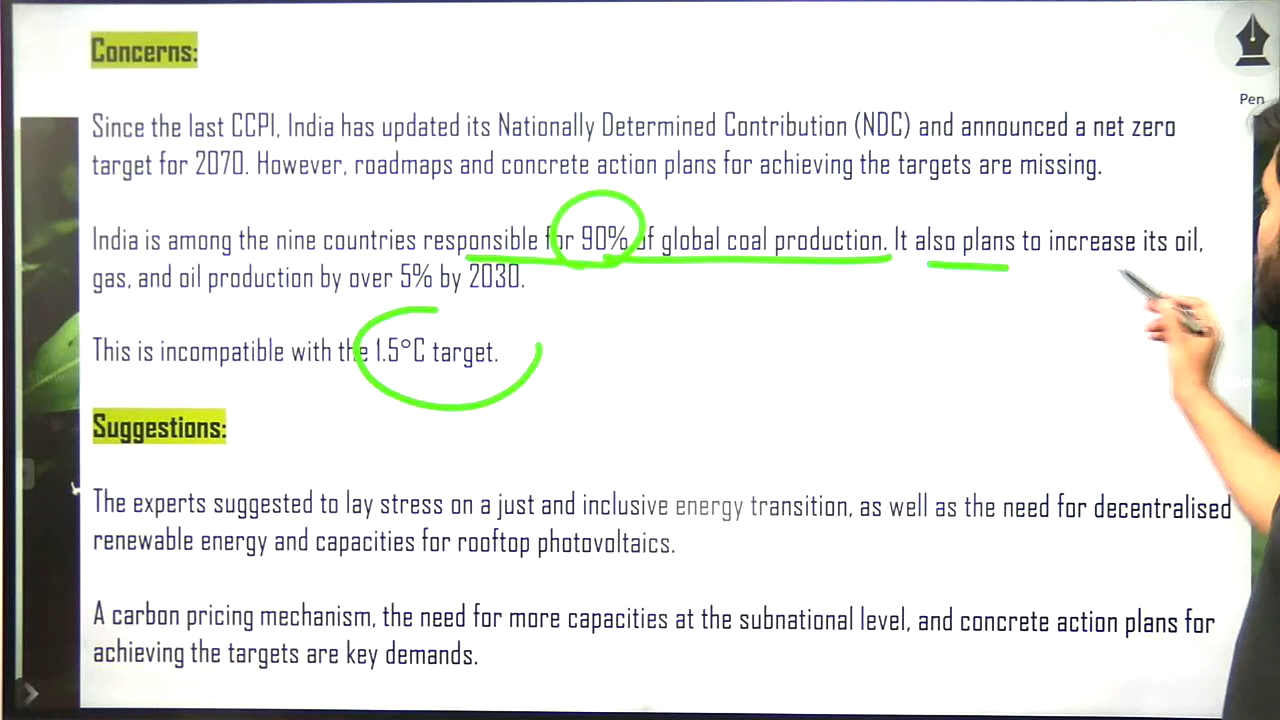 Concerns:
Pen
Since the last CCPI, India has updated its Nationally Determined Contribution (NDC) and announced a net zero
target for 2070. However, roadmaps and concrete action plans for achieving the targets are missing.
India is among the nine countries responsible for 90% of global coal production. It also plans to increase its oil,
gas, and oil production by over 5% by 2030.
This is incompatible with the 1.5°C target.
Suggestions:
The experts suggested to lay stress on a just and inclusive energy transition, as well as the need for decentralised
renewable energy and capacities for rooftop photovoltaics.
A carbon pricing mechanism, the need for more capacities at the subnational level, and concrete action plans for
achieving the targets are key demands.